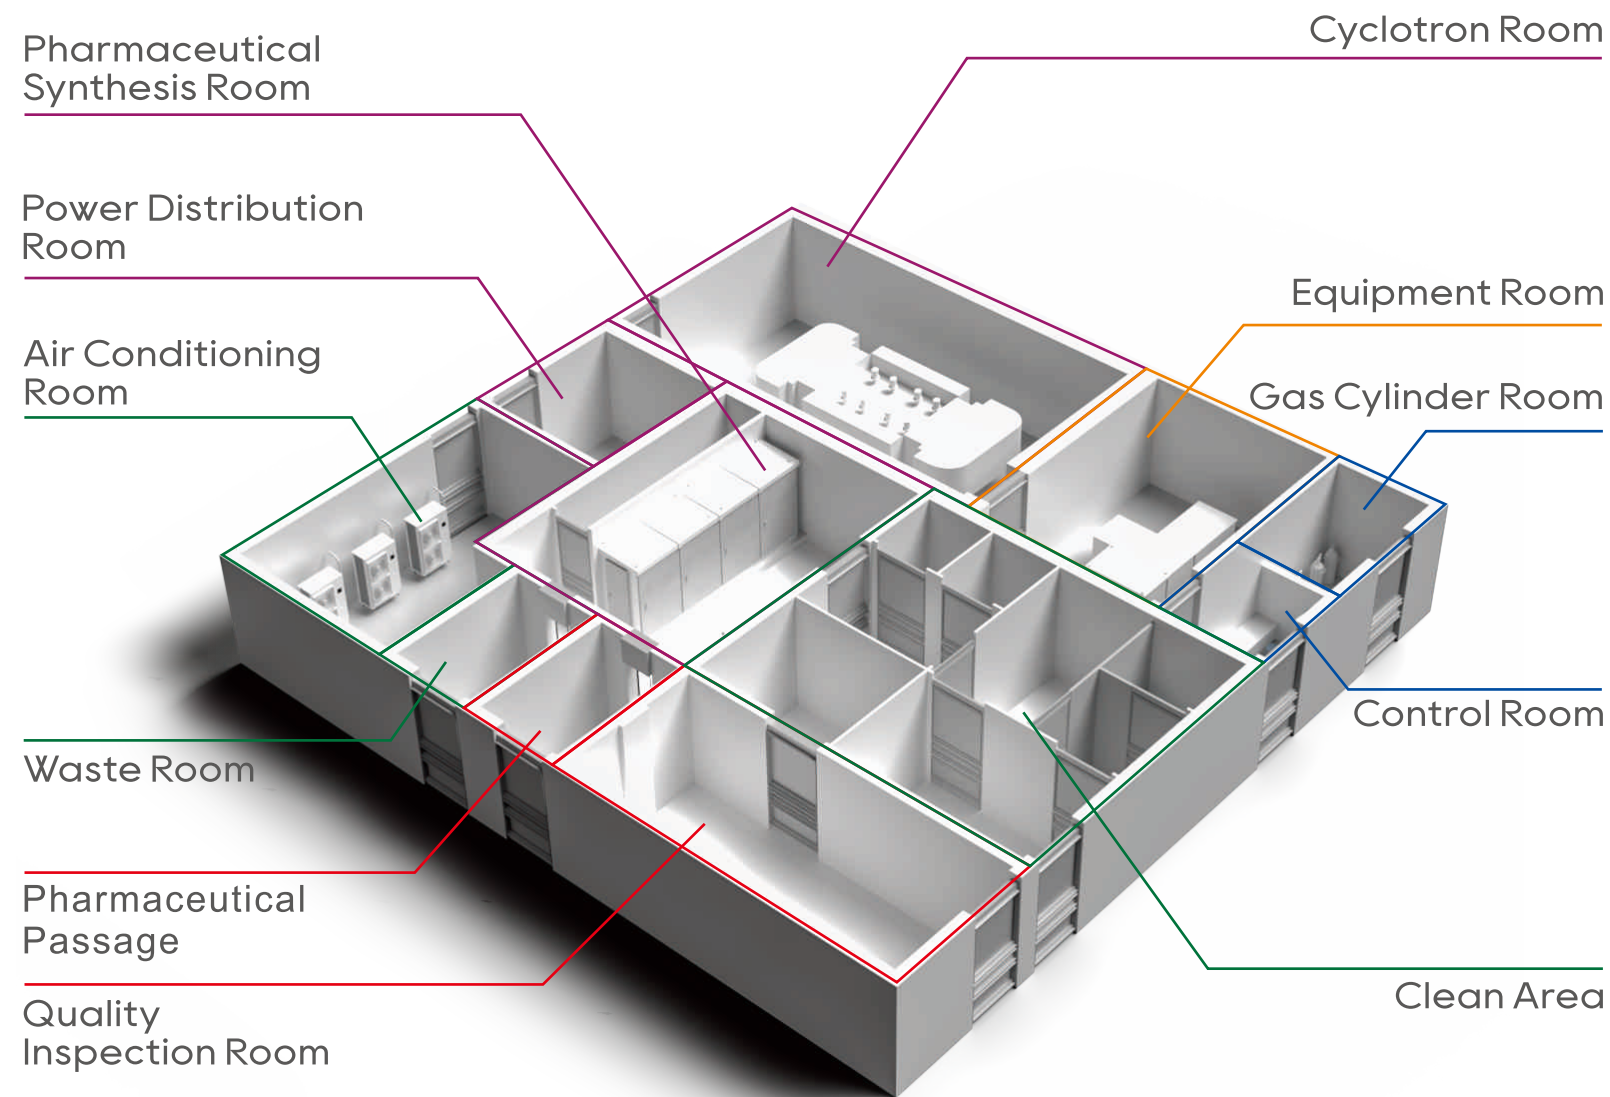 Pharmaceutical
Synthesis Room
Power Distribution
Room
Air Conditioning
Room
Waste Room
Pharmaceutical
Passage
Quality
Inspection Room
Cyclotron Room
Equipment Room
Gas Cylinder Room
Control Room
Clean Area